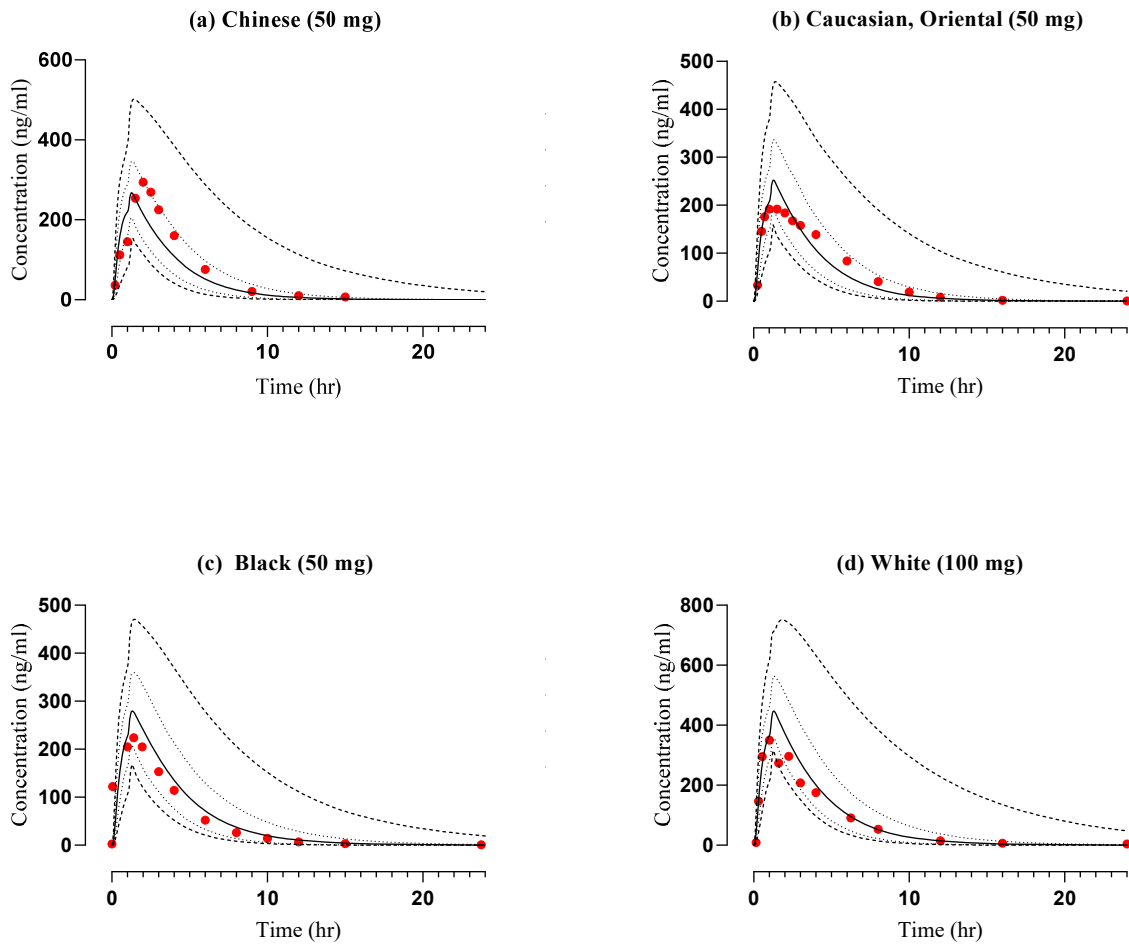 (a) Chinese (50 mg)
600
400
200
0
Concentration (ng/ml)
0
10
20
Time (hr)
(b) Caucasian, Oriental (50 mg)
500
400
300
200
100
0
Concentration (ng/ml)
0
10
20
Time (hr)
(c) Black (50 mg)
500
400
300
200
100
0
Concentration (ng/ml)
0
10
20
Time (hr)
(d) White (100 mg)
800
600
400
200
0
Concentration (ng/ml)
0
10
20
Time (hr)